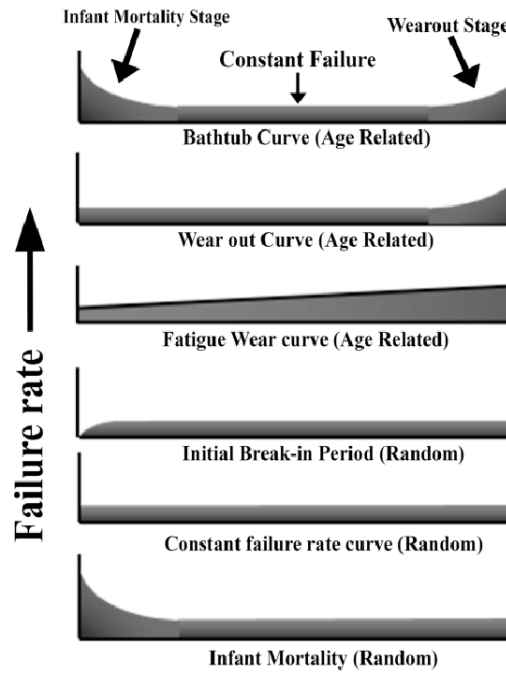 Infant Mortality Stage
Wearout Stage
Constant Failure
Bathtub Curve (Age Related)
Wear out Curve (Age Related)
Fatigue Wear curve (Age Related)
Initial Break-in Period (Random)
Constant failure rate curve (Random)
Infant Mortality (Random)
Failure rate